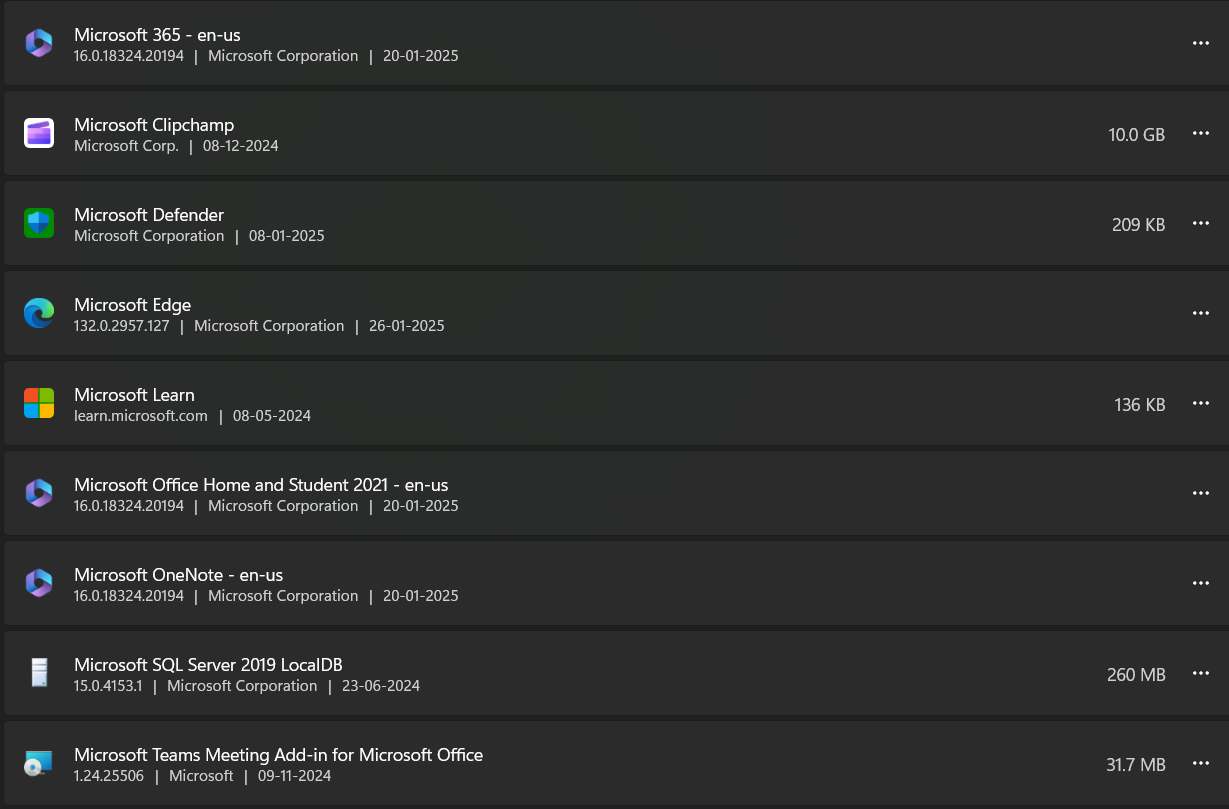 Microsoft 365 - en-us
16.0.18324.20194 | Microsoft Corporation | 20-01-2025
Microsoft Clipchamp
Microsoft Corp. | 08-12-2024
10.0 GB
Microsoft Defender
Microsoft Corporation | 08-01-2025
209 KB
Microsoft Edge
132.0.2957.127 | Microsoft Corporation | 26-01-2025
Microsoft Learn
learn.microsoft.com | 08-05-2024
136 KB
Microsoft Office Home and Student 2021 - en-us
16.0.18324.20194 | Microsoft Corporation | 20-01-2025
Microsoft OneNote - en-us
16.0.18324.20194 | Microsoft Corporation | 20-01-2025
Microsoft SQL Server 2019 LocalDB
15.0.4153.1 | Microsoft Corporation | 23-06-2024
260 MB
Microsoft Teams Meeting Add-in for Microsoft Office
1.24.25506 | Microsoft | 09-11-2024
31.7 MB